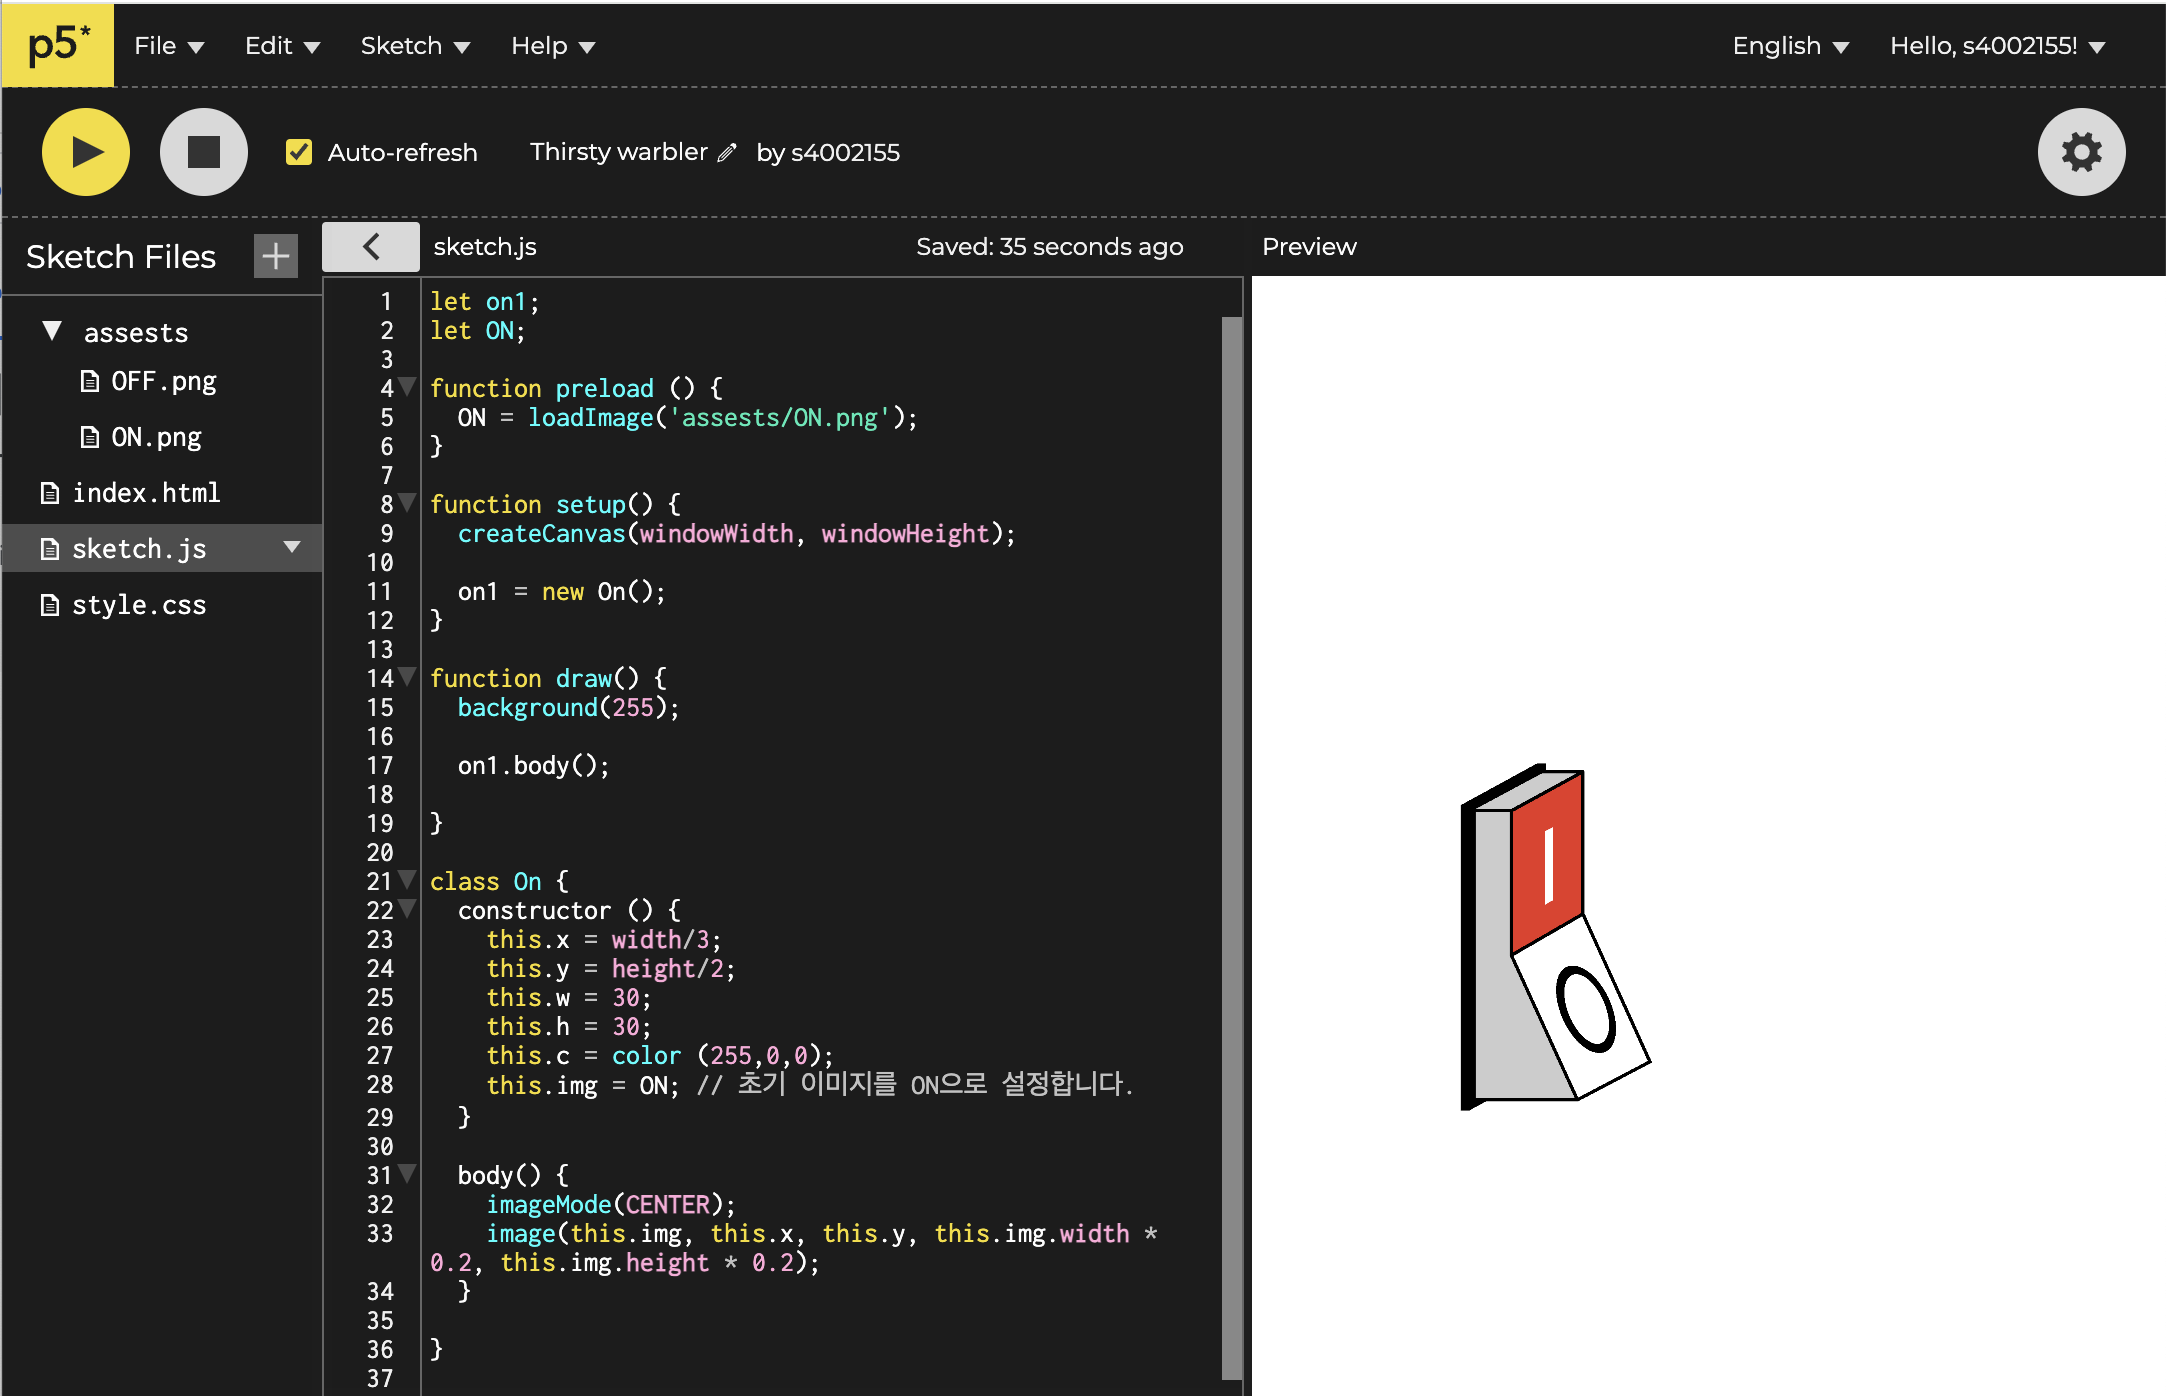 p5*
File
Edit
Sketch
Help
English
Hello, s4002155!
Auto-refresh
Thirsty warbler
by s4002155
Sketch Files
assests
OFF.png
ON.png
index.html
sketch.js
style.css
sketch.js
Saved: 35 seconds ago
1 let on1;
2 let ON;
3
4 function preload () {
5   ON = loadImage('assests/ON.png');
6 }
7
8 function setup() {
9   createCanvas(windowWidth, windowHeight);
10
11   on1 = new On();
12 }
13
14 function draw() {
15   background(255);
16
17   on1.body();
18
19 }
20
21 class On {
22   constructor () {
23     this.x = width/3;
24     this.y = height/2;
25     this.w = 30;
26     this.h = 30;
27     this.c = color (255,0,0);
28     this.img = ON; // 초기 이미지를 ON으로 설정합니다.
29   }
30
31   body() {
32     imageMode(CENTER);
33     image(this.img, this.x, this.y, this.img.width *
0.2, this.img.height * 0.2);
34   }
35
36 }
37
Preview
I
O